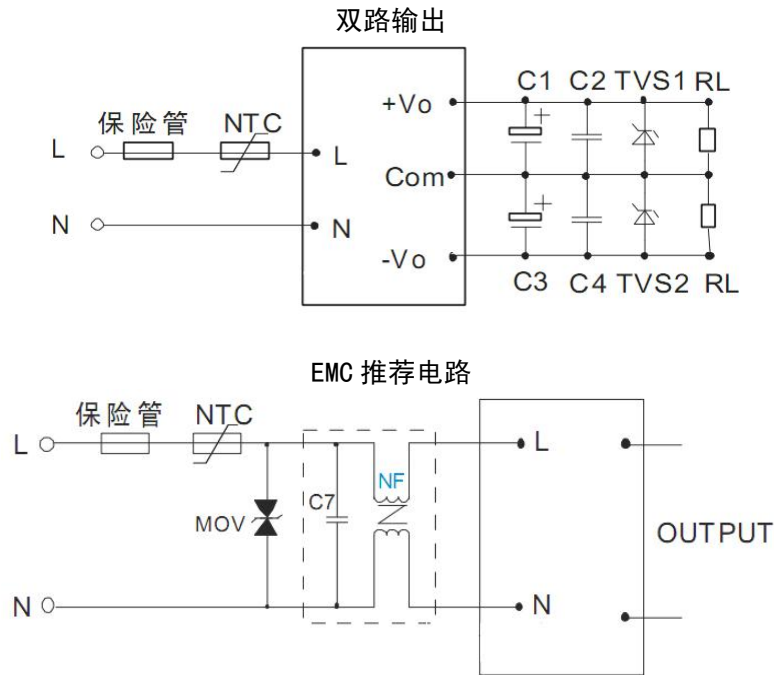 双路输出
C1 C2 TVS1 RL
+Vo
保险管 NTC
L L
Com
N N
-Vo
C3 C4 TVS2 RL
EMC 推荐电路
保险管 NTC
L L
NF
C7
MOV
OUTPUT
N N